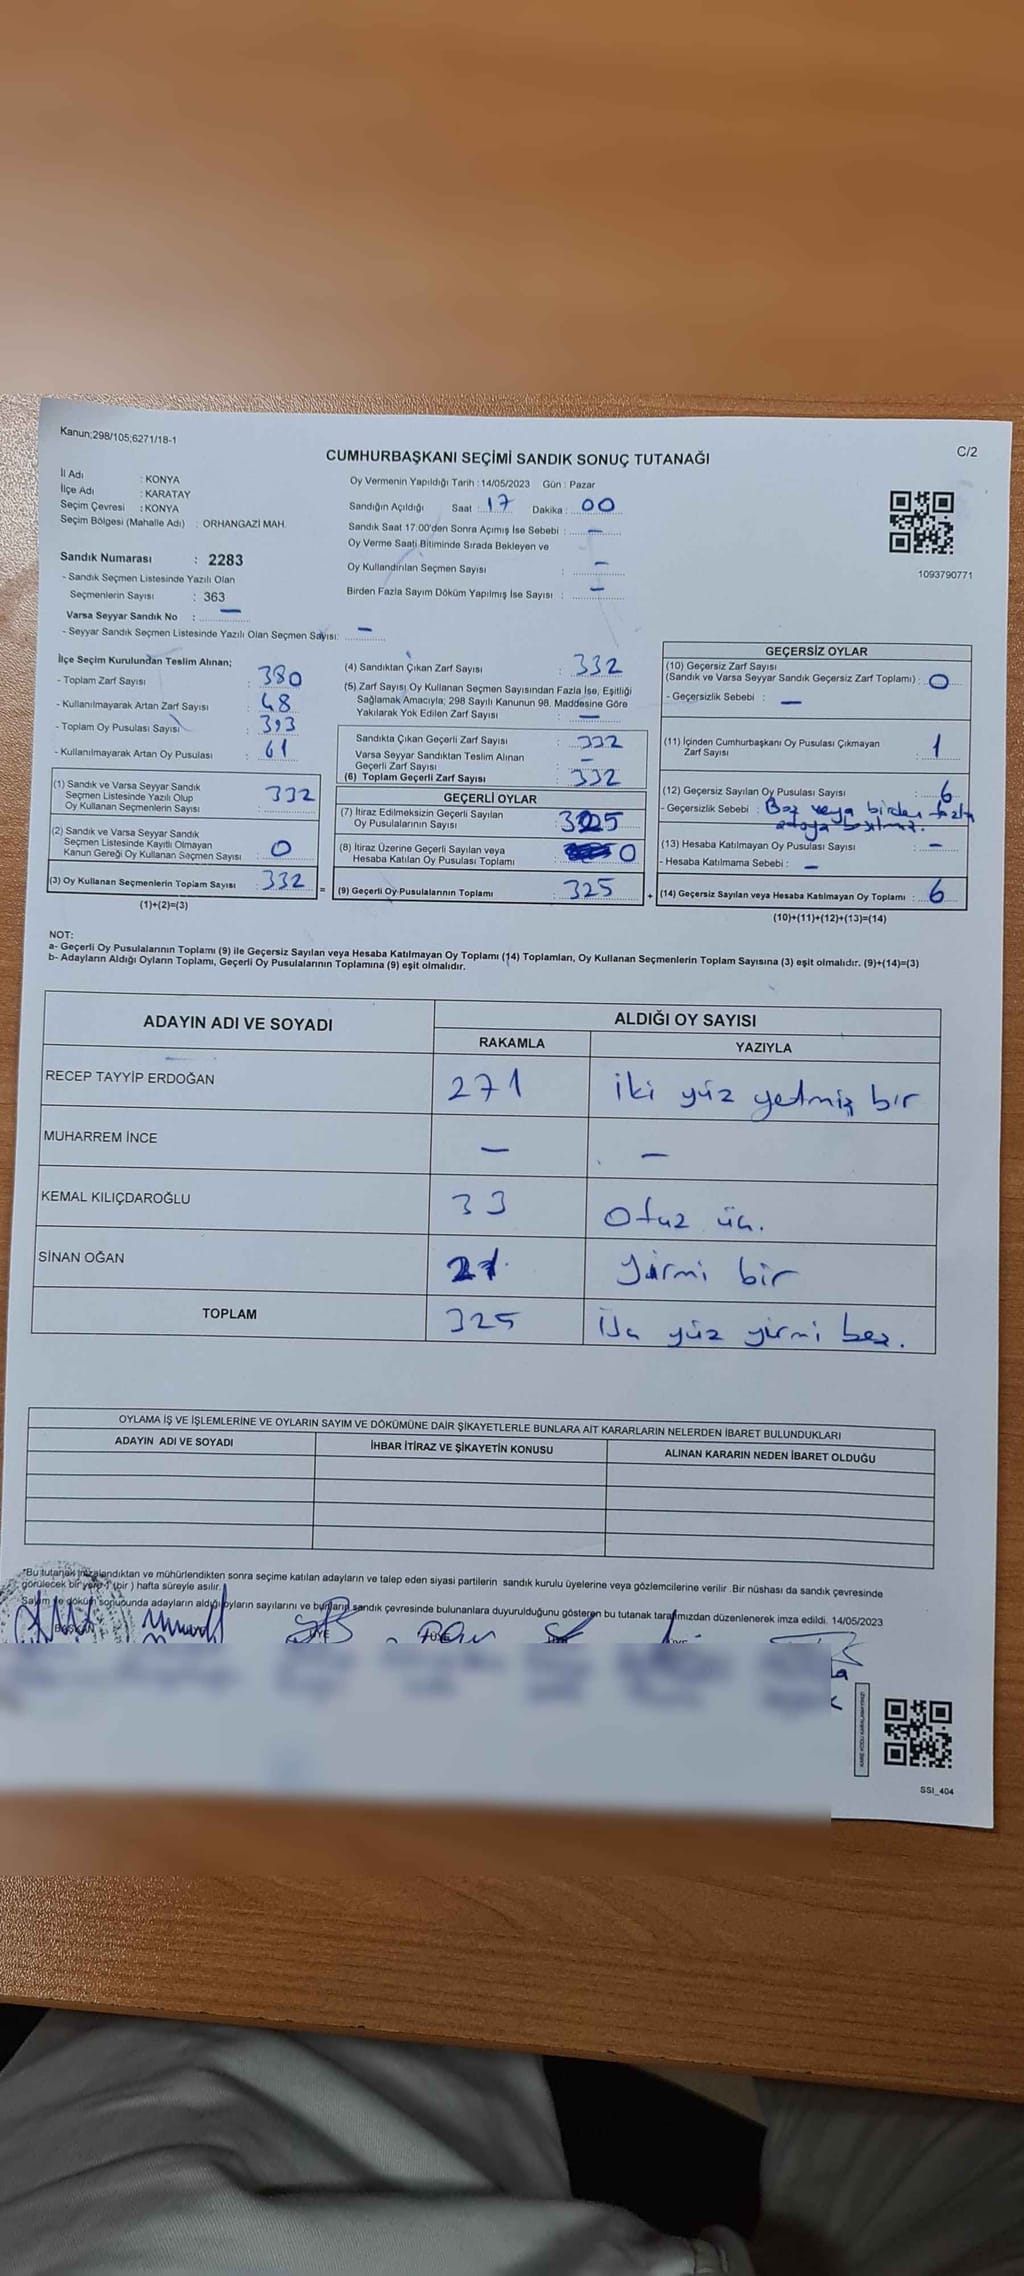 Kanun;298/105;6271/18-1
C/2
CUMHURBAŞKANI SEÇİMİ SANDIK SONUÇ TUTANAĞI
İl Adı : KONYA
İlçe Adı : KARATAY
Seçim Çevresi : KONYA
Seçim Bölgesi (Mahalle Adı) : ORHANGAZİ MAH.
Sandık Numarası : 2283
- Sandık Seçmen Listesinde Yazılı Olan
Seçmenlerin Sayısı : 363
Varsa Seyyar Sandık No : —
- Seyyar Sandık Seçmen Listesinde Yazılı Olan Seçmen Sayısı: —
Oy Vermenin Yapıldığı Tarih : 14/05/2023 Gün : Pazar
Sandığın Açıldığı Saat : 17 Dakika : 00
Sandık Saat 17:00'den Sonra Açımış İse Sebebi : —
Oy Verme Saati Bitiminde Sırada Bekleyen ve
Oy Kullandırılan Seçmen Sayısı : —
Birden Fazla Sayım Döküm Yapılmış İse Sayısı : —
1093790771
İlçe Seçim Kurulundan Teslim Alınan;
- Toplam Zarf Sayısı : 380
- Kullanılmayarak Artan Zarf Sayısı : 48
- Toplam Oy Pusulası Sayısı : 393
- Kullanılmayarak Artan Oy Pusulası : 61
(1) Sandık ve Varsa Seyyar Sandık
Seçmen Listesinde Yazılı Olup
Oy Kullanan Seçmenlerin Sayısı : 332
(2) Sandık ve Varsa Seyyar Sandık
Seçmen Listesinde Kayıtlı Olmayan
Kanun Gereği Oy Kullanan Seçmen Sayısı : 0
(3) Oy Kullanan Seçmenlerin Toplam Sayısı : 332 =
(1)+(2)=(3)
(4) Sandıktan Çıkan Zarf Sayısı : 332
(5) Zarf Sayısı Oy Kullanan Seçmen Sayısından Fazla İse, Eşitliği
Sağlamak Amacıyla; 298 Sayılı Kanunun 98. Maddesine Göre
Yakılarak Yok Edilen Zarf Sayısı : —
Sandıkta Çıkan Geçerli Zarf Sayısı : 332
Varsa Seyyar Sandıktan Teslim Alınan
Geçerli Zarf Sayısı : —
(6) Toplam Geçerli Zarf Sayısı : 332
GEÇERLİ OYLAR
(7) İtiraz Edilmeksizin Geçerli Sayılan
Oy Pusulalarının Sayısı : 325
(8) İtiraz Üzerine Geçerli Sayılan veya
Hesaba Katılan Oy Pusulası Toplamı : 0
(9) Geçerli Oy Pusulalarının Toplamı : 325 +
GEÇERSİZ OYLAR
(10) Geçersiz Zarf Sayısı
(Sandık ve Varsa Seyyar Sandık Geçersiz Zarf Toplamı) : 0
- Geçersizlik Sebebi : —
(11) İçinden Cumhurbaşkanı Oy Pusulası Çıkmayan
Zarf Sayısı : 1
(12) Geçersiz Sayılan Oy Pusulası Sayısı : 6
- Geçersizlik Sebebi : Boş veya birden fazla
(13) Hesaba Katılmayan Oy Pusulası Sayısı : —
- Hesaba Katılmama Sebebi : —
(14) Geçersiz Sayılan veya Hesaba Katılmayan Oy Toplamı : 6
(10)+(11)+(12)+(13)=(14)
NOT:
a- Geçerli Oy Pusulalarının Toplamı (9) ile Geçersiz Sayılan veya Hesaba Katılmayan Oy Toplamı (14) Toplamları, Oy Kullanan Seçmenlerin Toplam Sayısına (3) eşit olmalıdır. (9)+(14)=(3)
b- Adayların Aldığı Oyların Toplamı, Geçerli Oy Pusulalarının Toplamına (9) eşit olmalıdır.
ADAYIN ADI VE SOYADI
ALDIĞI OY SAYISI
RAKAMLA YAZIYLA
RECEP TAYYİP ERDOĞAN 271 iki yüz yetmiş bir
MUHARREM İNCE — —
KEMAL KILIÇDAROĞLU 33 Otuz üç.
SİNAN OĞAN 21 Yirmi bir
TOPLAM 325 yüz yirmi beş.
OYLAMA İŞ VE İŞLEMLERİNE VE OYLARIN SAYIM VE DÖKÜMÜNE DAİR ŞİKAYETLERLE BUNLARA AİT KARARLARIN NELERDEN İBARET BULUNDUKLARI
ADAYIN ADI VE SOYADI İHBAR İTİRAZ VE ŞİKAYETİN KONUSU ALINAN KARARIN NEDEN İBARET OLDUĞU
*Bu tutanak imzalandıktan ve mühürlendikten sonra seçime katılan adayların ve talep eden siyasi partilerin sandık kurulu üyelerine veya gözlemcilerine verilir .Bir nüshası da sandık çevresinde
görülecek bir yere 1 (bir ) hafta süreyle asılır.
Sayım ve döküm sonucunda adayların aldığı oyların sayılarını ve bunların sandık çevresinde bulunanlara duyurulduğunu gösteren bu tutanak tarafımızdan düzenlenerek imza edildi. 14/05/2023
BAŞKAN ÜYE ÜYE
SSI_404